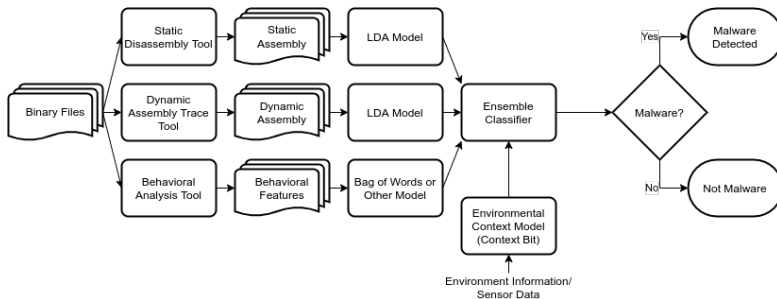 Binary Files
Static
Disassembly Tool
Static
Assembly
LDA Model
Dynamic
Assembly Trace
Tool
Dynamic
Assembly
LDA Model
Behavioral
Analysis Tool
Behavioral
Features
Bag of Words or
Other Model
Ensemble
Classifier
Environmental
Context Model
(Context Bit)
Environment Information/
Sensor Data
Malware?
Yes
Malware
Detected
No
Not Malware